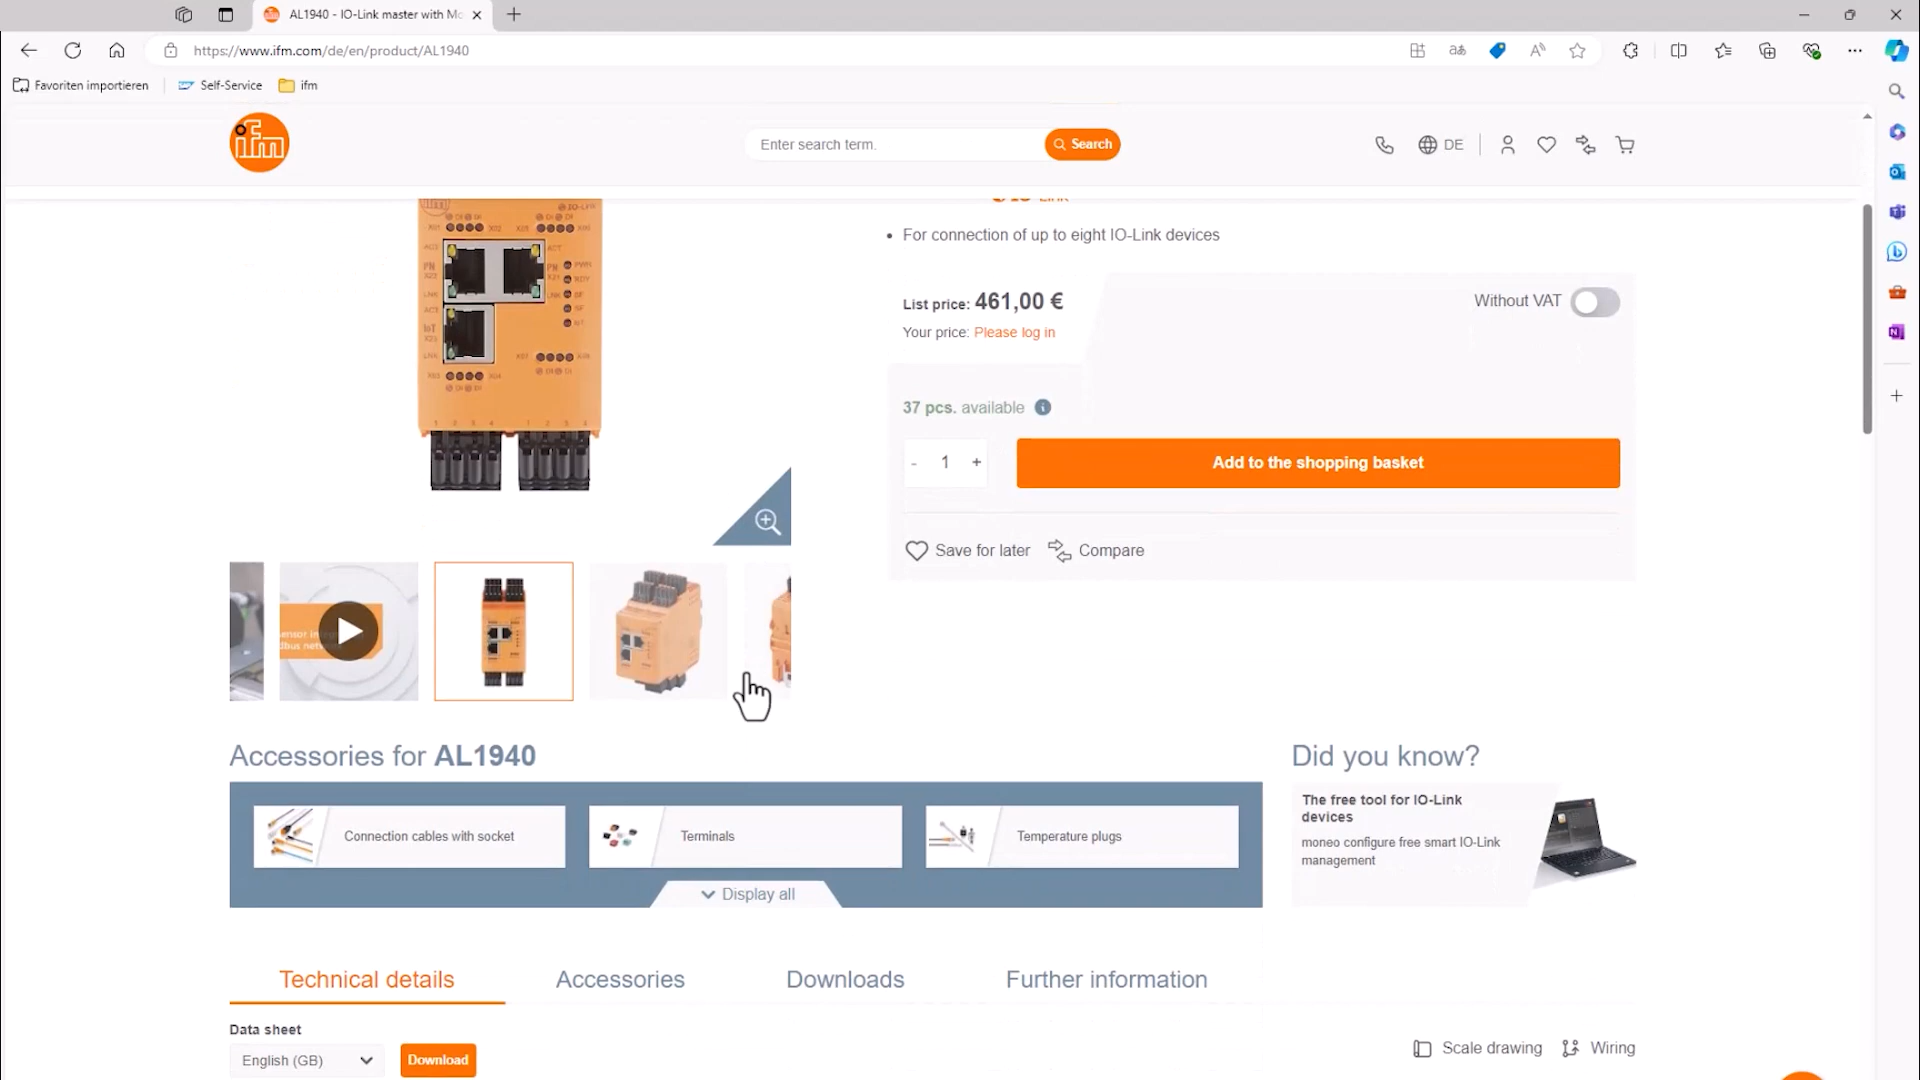 AL1940 - IO-Link master with Mo
https://www.ifm.com/de/en/product/AL1940
Favoriten importieren
Self-Service
ifm
ifm
Enter search term.
Search
DE
For connection of up to eight IO-Link devices
List price: 461,00 €
Without VAT
Your price: Please log in
37 pcs. available
- 1 +
Add to the shopping basket
Save for later
Compare
Accessories for AL1940
Did you know?
Connection cables with socket
Terminals
Temperature plugs
The free tool for IO-Link
devices
moneo configure free smart IO-Link
management
Display all
Technical details
Accessories
Downloads
Further information
Data sheet
English (GB)
Download
Scale drawing
Wiring